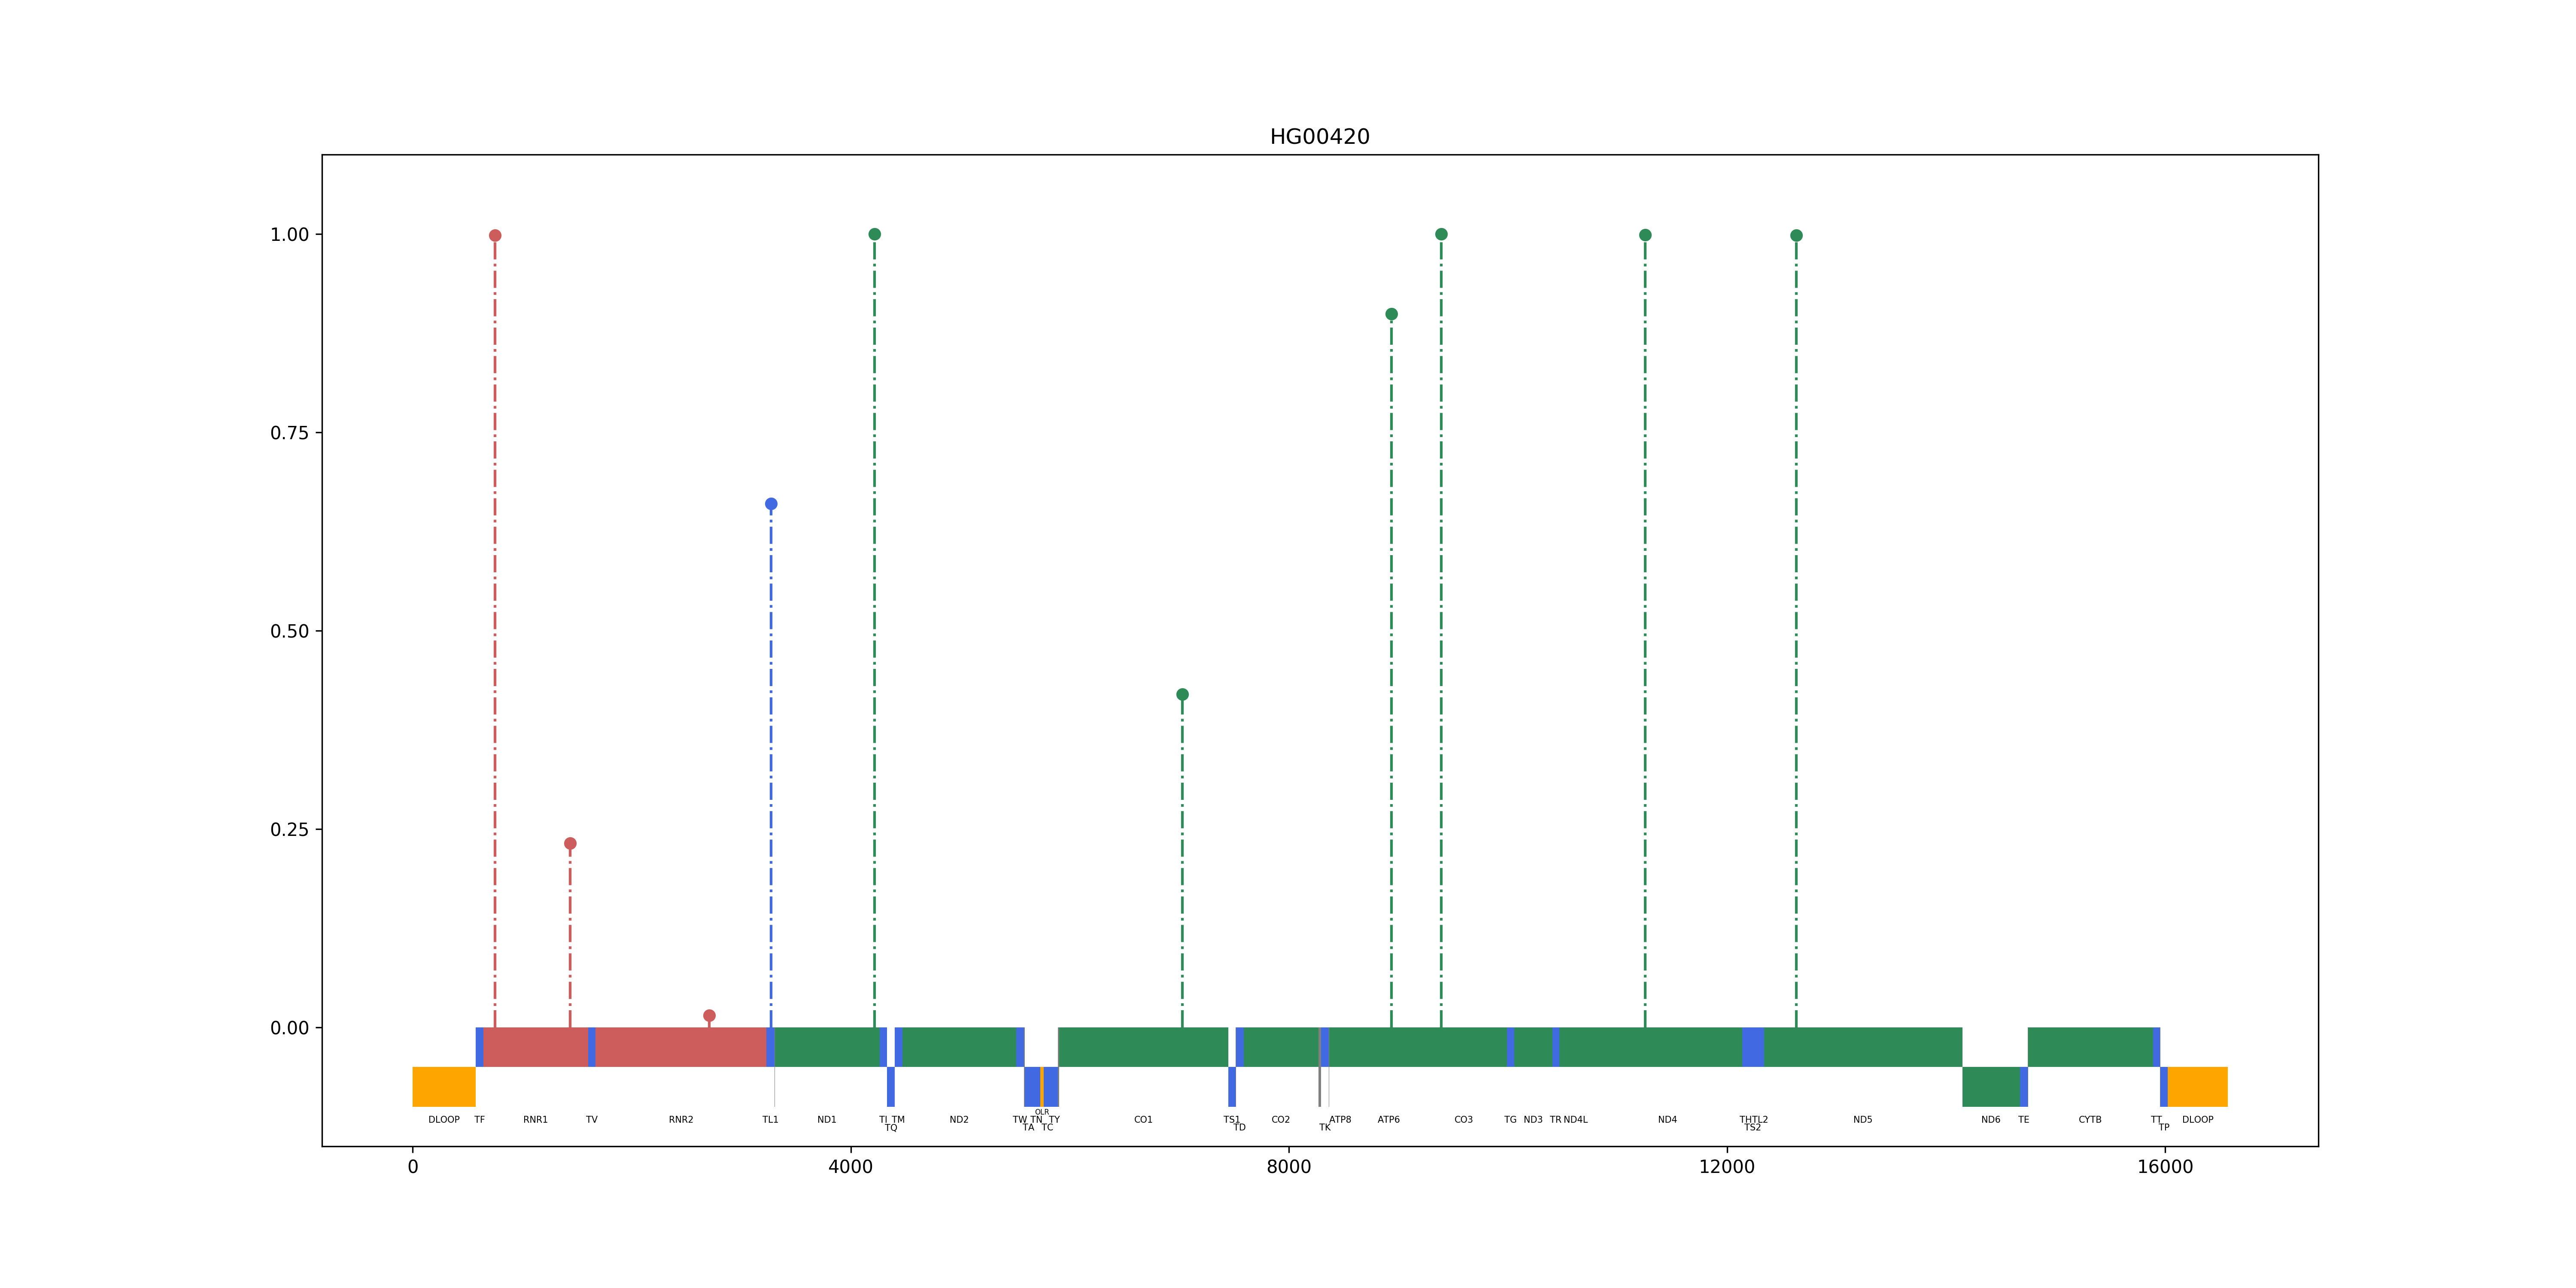 HG00420
1.00
0.75
0.50
0.25
0.00
OLR
DLOOP TF RNR1 TV RNR2 TL1 ND1 TI TM ND2 TW TN TY CO1 TS1 CO2 ATP8 ATP6 CO3 TG ND3 TR ND4L ND4 TH TL2 ND5 ND6 TE CYTB TT DLOOP
TQ TA TC TD TK TS2 TP
0 4000 8000 12000 16000